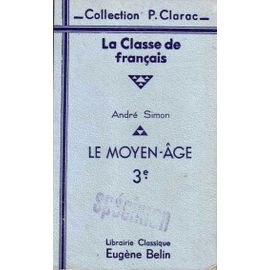 Collection P. Clarac
La Classe de
français
André Simon
LE MOYEN-ÂGE
3e
spécimen
Librairie Classique
Eugène Belin